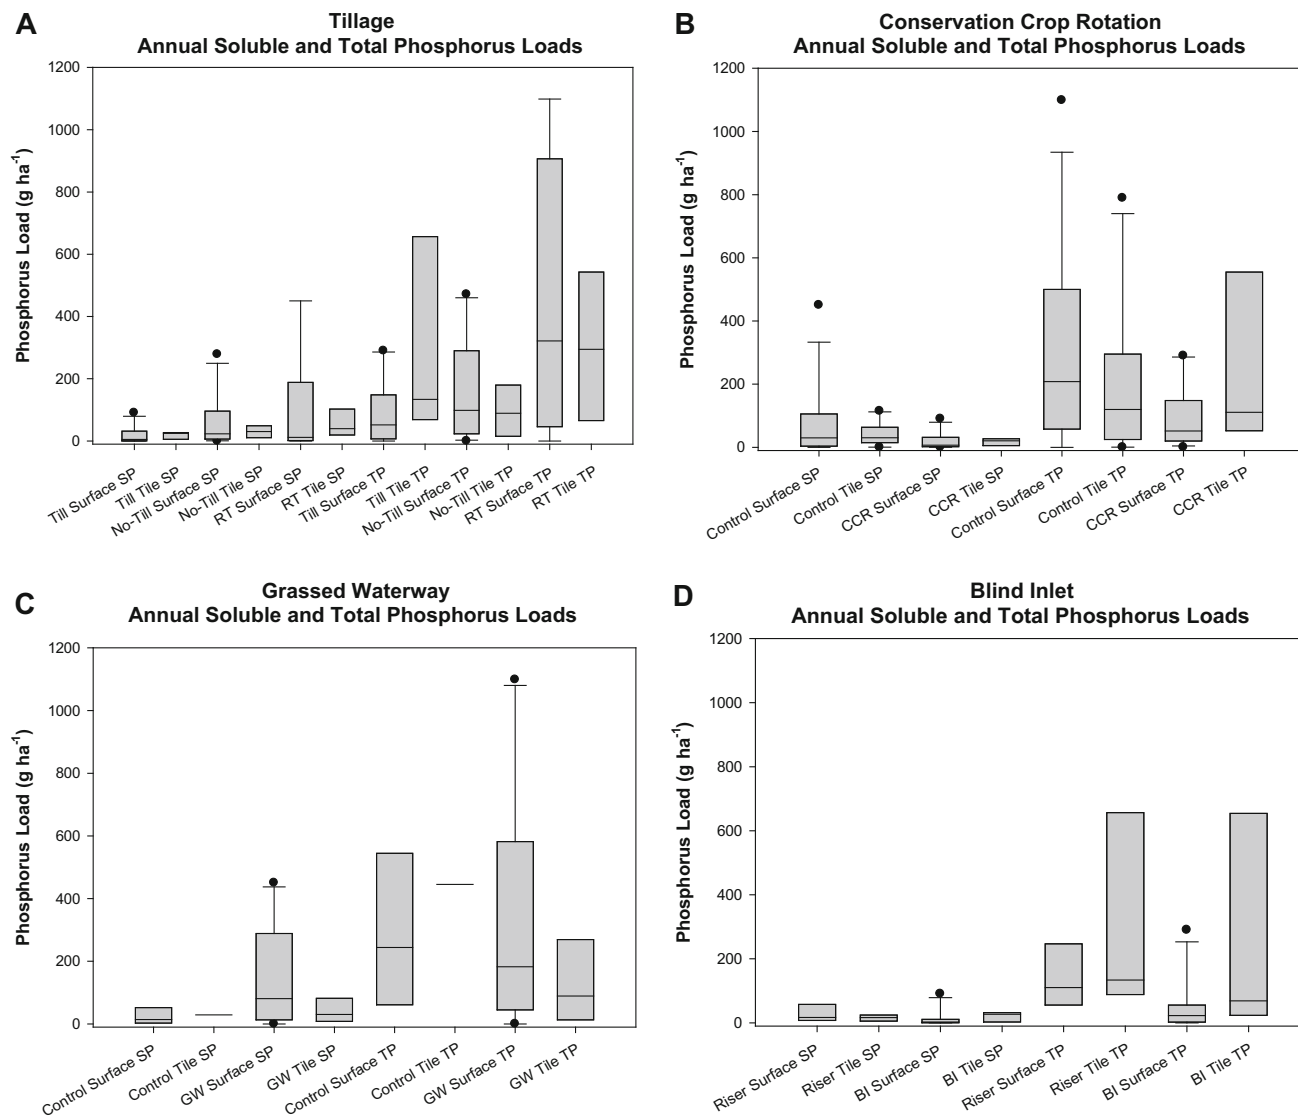 A
Tillage
Annual Soluble and Total Phosphorus Loads
Phosphorus Load (g ha⁻¹)
1200
1000
800
600
400
200
0
Till Surface SP
Till Tile SP
No-Till Surface SP
No-Till Tile SP
RT Surface SP
RT Tile SP
Till Surface TP
Till Tile TP
No-Till Surface TP
No-Till Tile TP
RT Surface TP
RT Tile TP
B
Conservation Crop Rotation
Annual Soluble and Total Phosphorus Loads
Phosphorus Load (g ha⁻¹)
1200
1000
800
600
400
200
0
Control Surface SP
Control Tile SP
CCR Surface SP
CCR Tile SP
Control Surface TP
Control Tile TP
CCR Surface TP
CCR Tile TP
C
Grassed Waterway
Annual Soluble and Total Phosphorus Loads
Phosphorus Load (g ha⁻¹)
1200
1000
800
600
400
200
0
Control Surface SP
Control Tile SP
GW Surface SP
GW Tile SP
Control Surface TP
Control Tile TP
GW Surface TP
GW Tile TP
D
Blind Inlet
Annual Soluble and Total Phosphorus Loads
Phosphorus Load (g ha⁻¹)
1200
1000
800
600
400
200
0
Riser Surface SP
Riser Tile SP
BI Surface SP
BI Tile SP
Riser Surface TP
Riser Tile TP
BI Surface TP
BI Tile TP